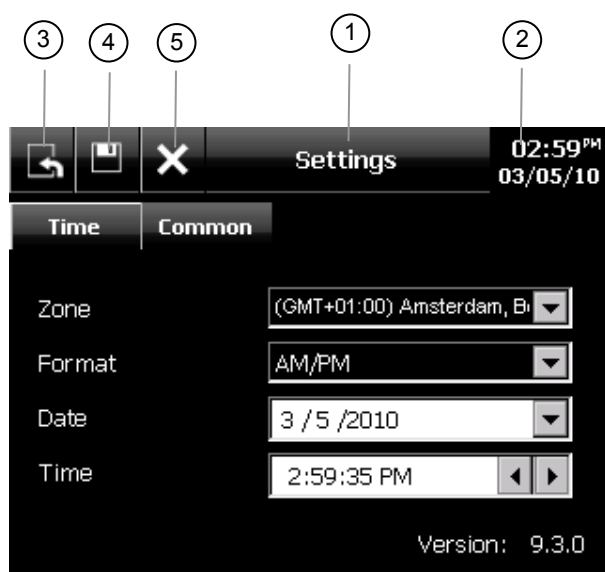 3 4 5 1 2
Settings
02:59PM
03/05/10
Time Common
Zone (GMT+01:00) Amsterdam,
Format AM/PM
Date 3 / 5 /2010
Time 2:59:35 PM
Version: 9.3.0